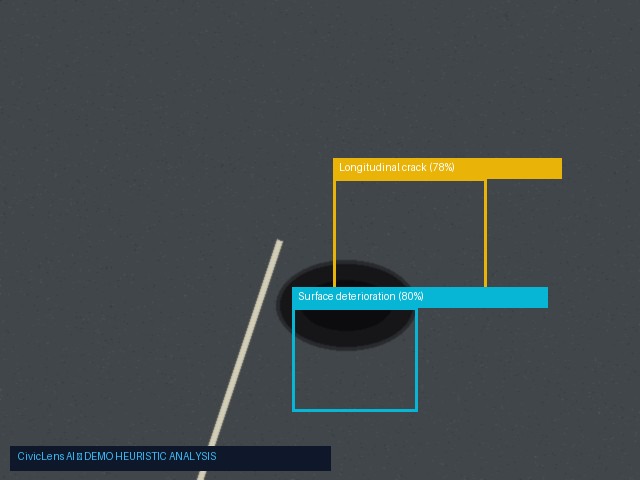 Longitudinal crack (78%)
Surface deterioration (80%)
CivicLens AI DEMO HEURISTIC ANALYSIS